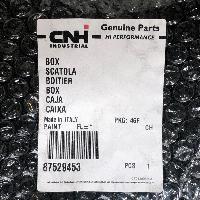 CNH
INDUSTRIAL
Genuine Parts
HI PERFORMANCE
BOX
SCATOLA
BOITIER
BOX
CAJA
CAIXA
Made in ITALY PKG: 46F
PAINT CH
87529453 PCS 1